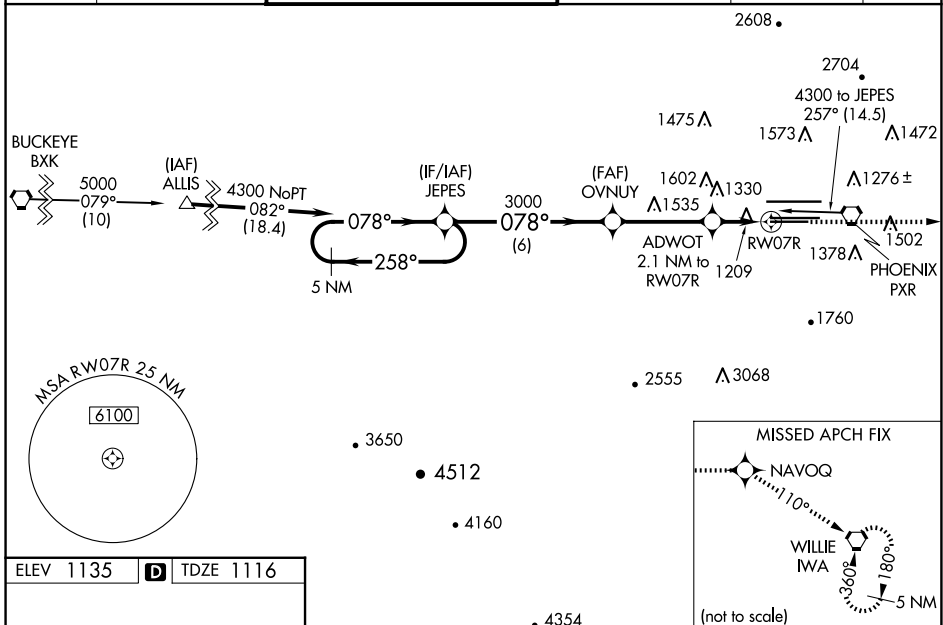 2608
2704
4300 to JEPES
257° (14.5)
1475
1573
1472
BUCKEYE
BXK
5000
079°
(10)
(IAF)
ALLIS
4300 NoPT
082°
(18.4)
(IF/IAF)
JEPES
078°
258°
5 NM
3000
078°
(6)
(FAF)
OVNUY
1602
1330
1535
1276 ±
ADWOT
2.1 NM to
RW07R
1209
RW07R
1502
1378
PHOENIX
PXR
1760
2555
3068
MSA RW07R 25 NM
6100
3650
4512
4160
MISSED APCH FIX
NAVOQ
110°
WILLIE
IWA
360°
180°
5 NM
(not to scale)
ELEV 1135 D TDZE 1116
4354